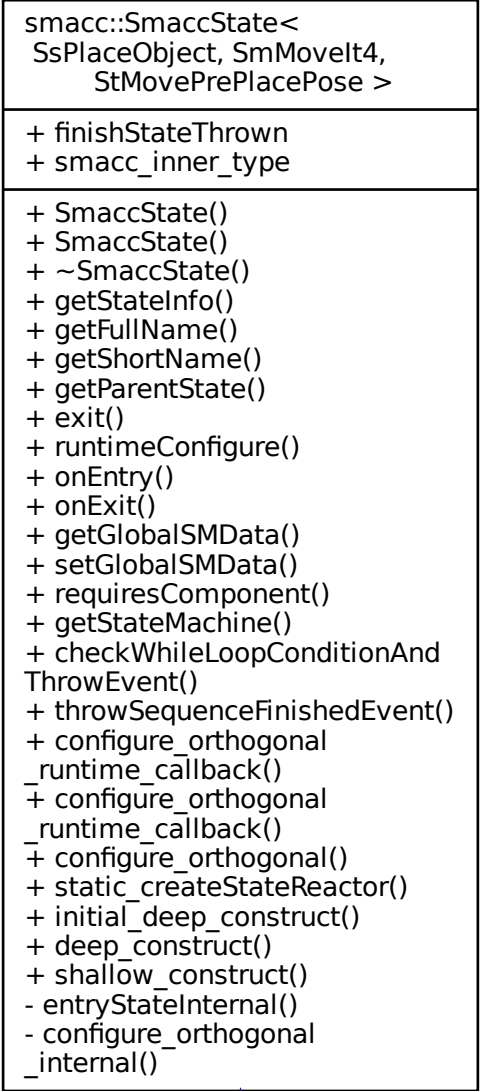 smacc::SmaccState<
SsPlaceObject, SmMoveIt4,
StMovePrePlacePose >
+ finishStateThrown
+ smacc_inner_type
+ SmaccState()
+ SmaccState()
+ ~SmaccState()
+ getStateInfo()
+ getFullName()
+ getShortName()
+ getParentState()
+ exit()
+ runtimeConfigure()
+ onEntry()
+ onExit()
+ getGlobalSMData()
+ setGlobalSMData()
+ requiresComponent()
+ getStateMachine()
+ checkWhileLoopConditionAnd
ThrowEvent()
+ throwSequenceFinishedEvent()
+ configure_orthogonal
_runtime_callback()
+ configure_orthogonal
_runtime_callback()
+ configure_orthogonal()
+ static_createStateReactor()
+ initial_deep_construct()
+ deep_construct()
+ shallow_construct()
- entryStateInternal()
- configure_orthogonal
_internal()